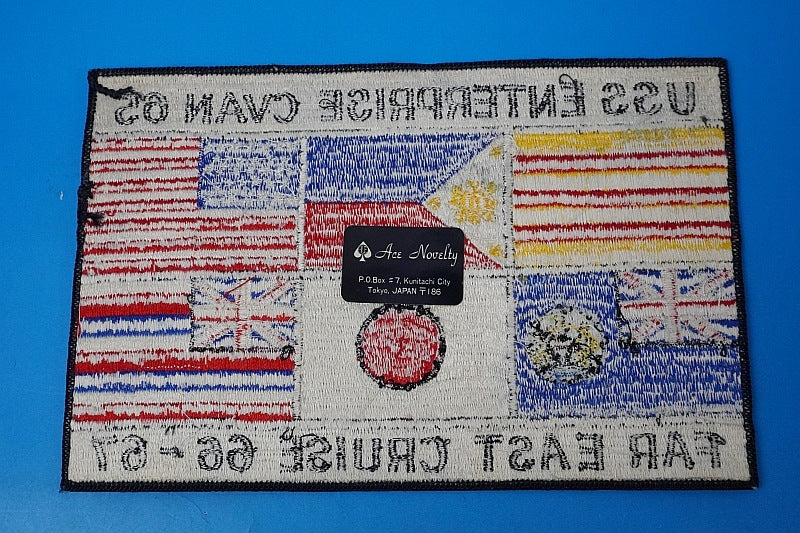 USS ENTERPRISE CVAN 65
Ace Novelty
P.O.Box #7, Kunitachi City
Tokyo, JAPAN 〒186
FAR EAST CRUISE 66-67